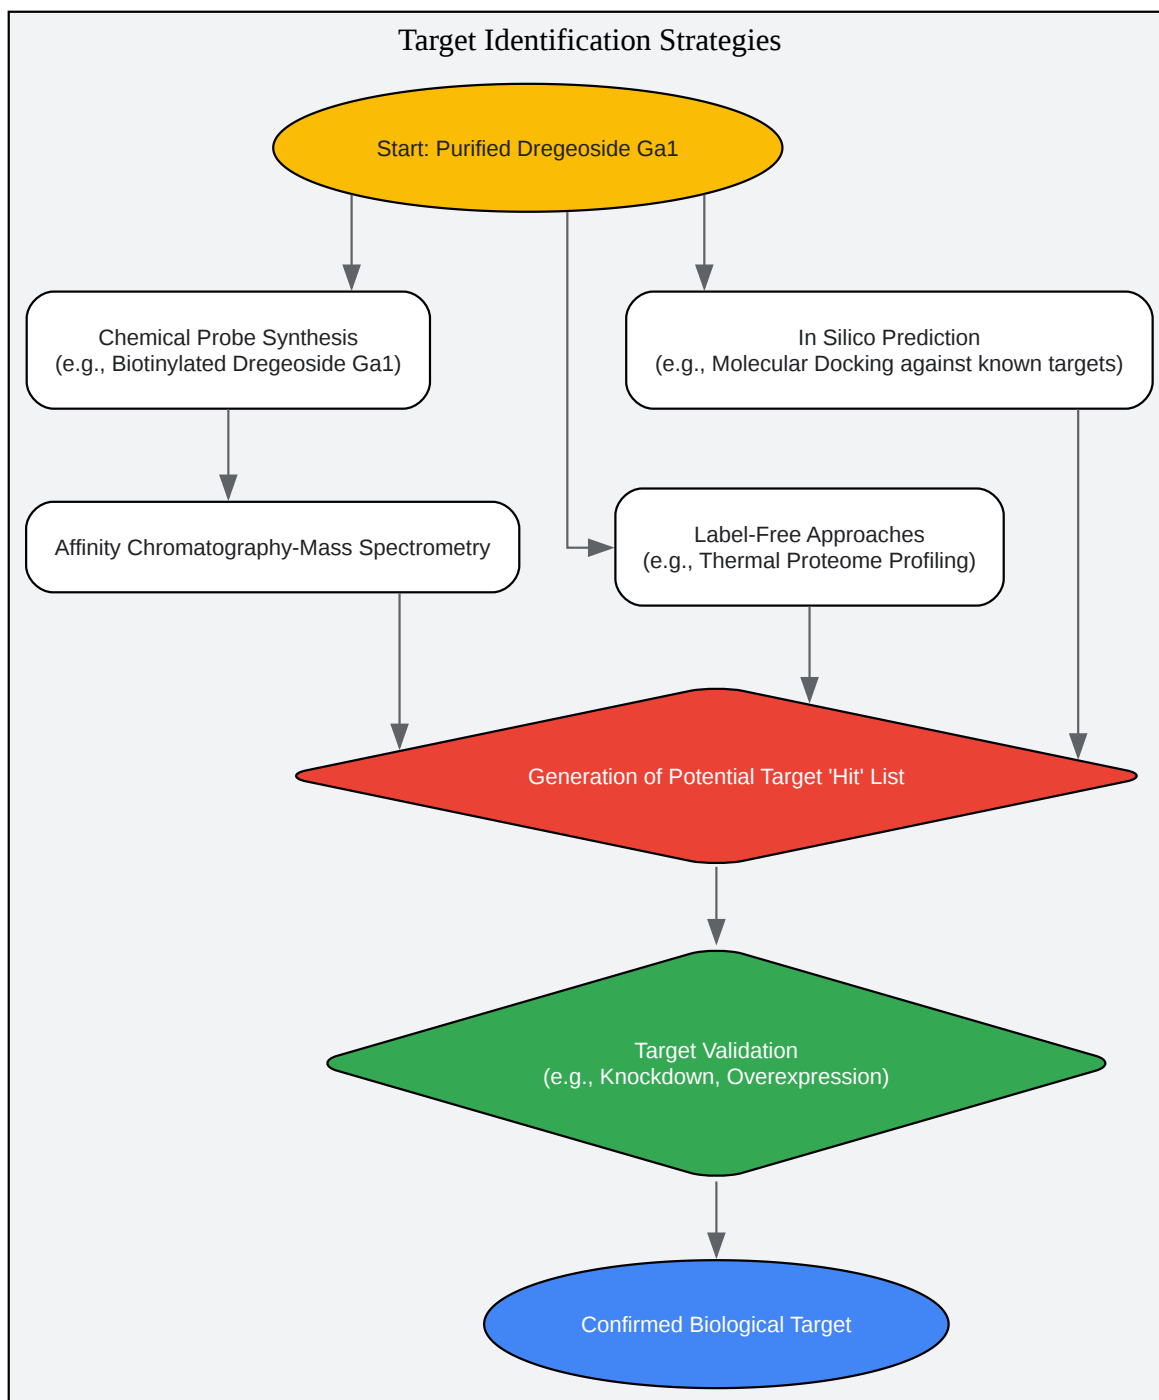 Target Identification Strategies
Start: Purified Dregeoside Ga1
Chemical Probe Synthesis
(e.g., Biotinylated Dregeoside Ga1)
In Silico Prediction
(e.g., Molecular Docking against known targets)
Affinity Chromatography-Mass Spectrometry
Label-Free Approaches
(e.g., Thermal Proteome Profiling)
Generation of Potential Target 'Hit' List
Target Validation
(e.g., Knockdown, Overexpression)
Confirmed Biological Target